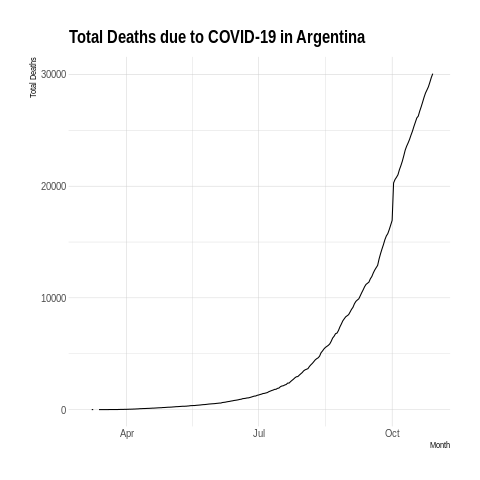 Total Deaths due to COVID-19 in Argentina
Total Deaths
30000
20000
10000
0
Apr Jul Oct
Month